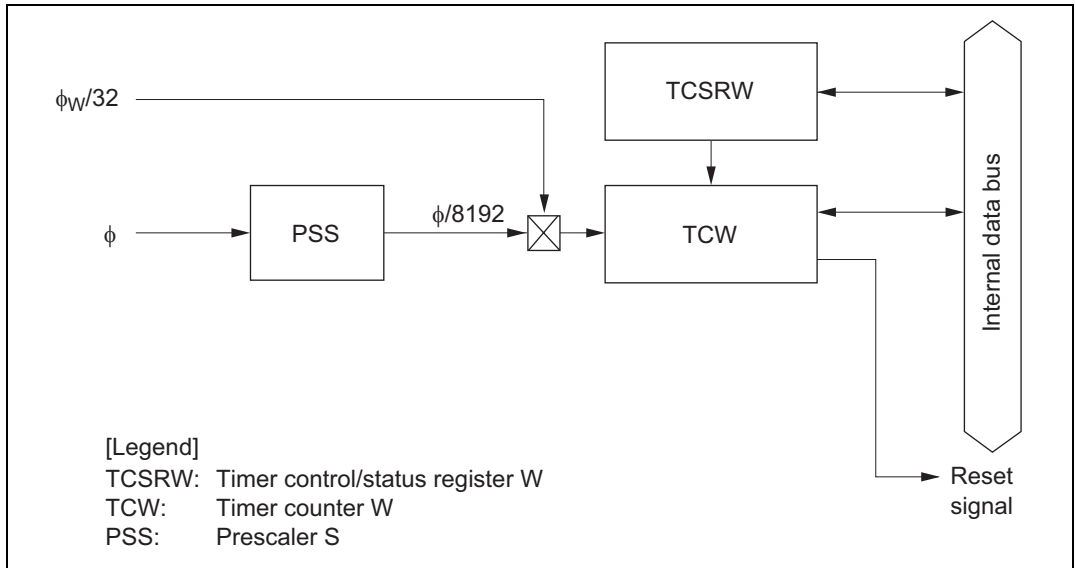 ϕW/32
TCSRW
ϕ
PSS
ϕ/8192
TCW
Internal data bus
[Legend]
TCSRW: Timer control/status register W
TCW: Timer counter W
PSS: Prescaler S
Reset
signal